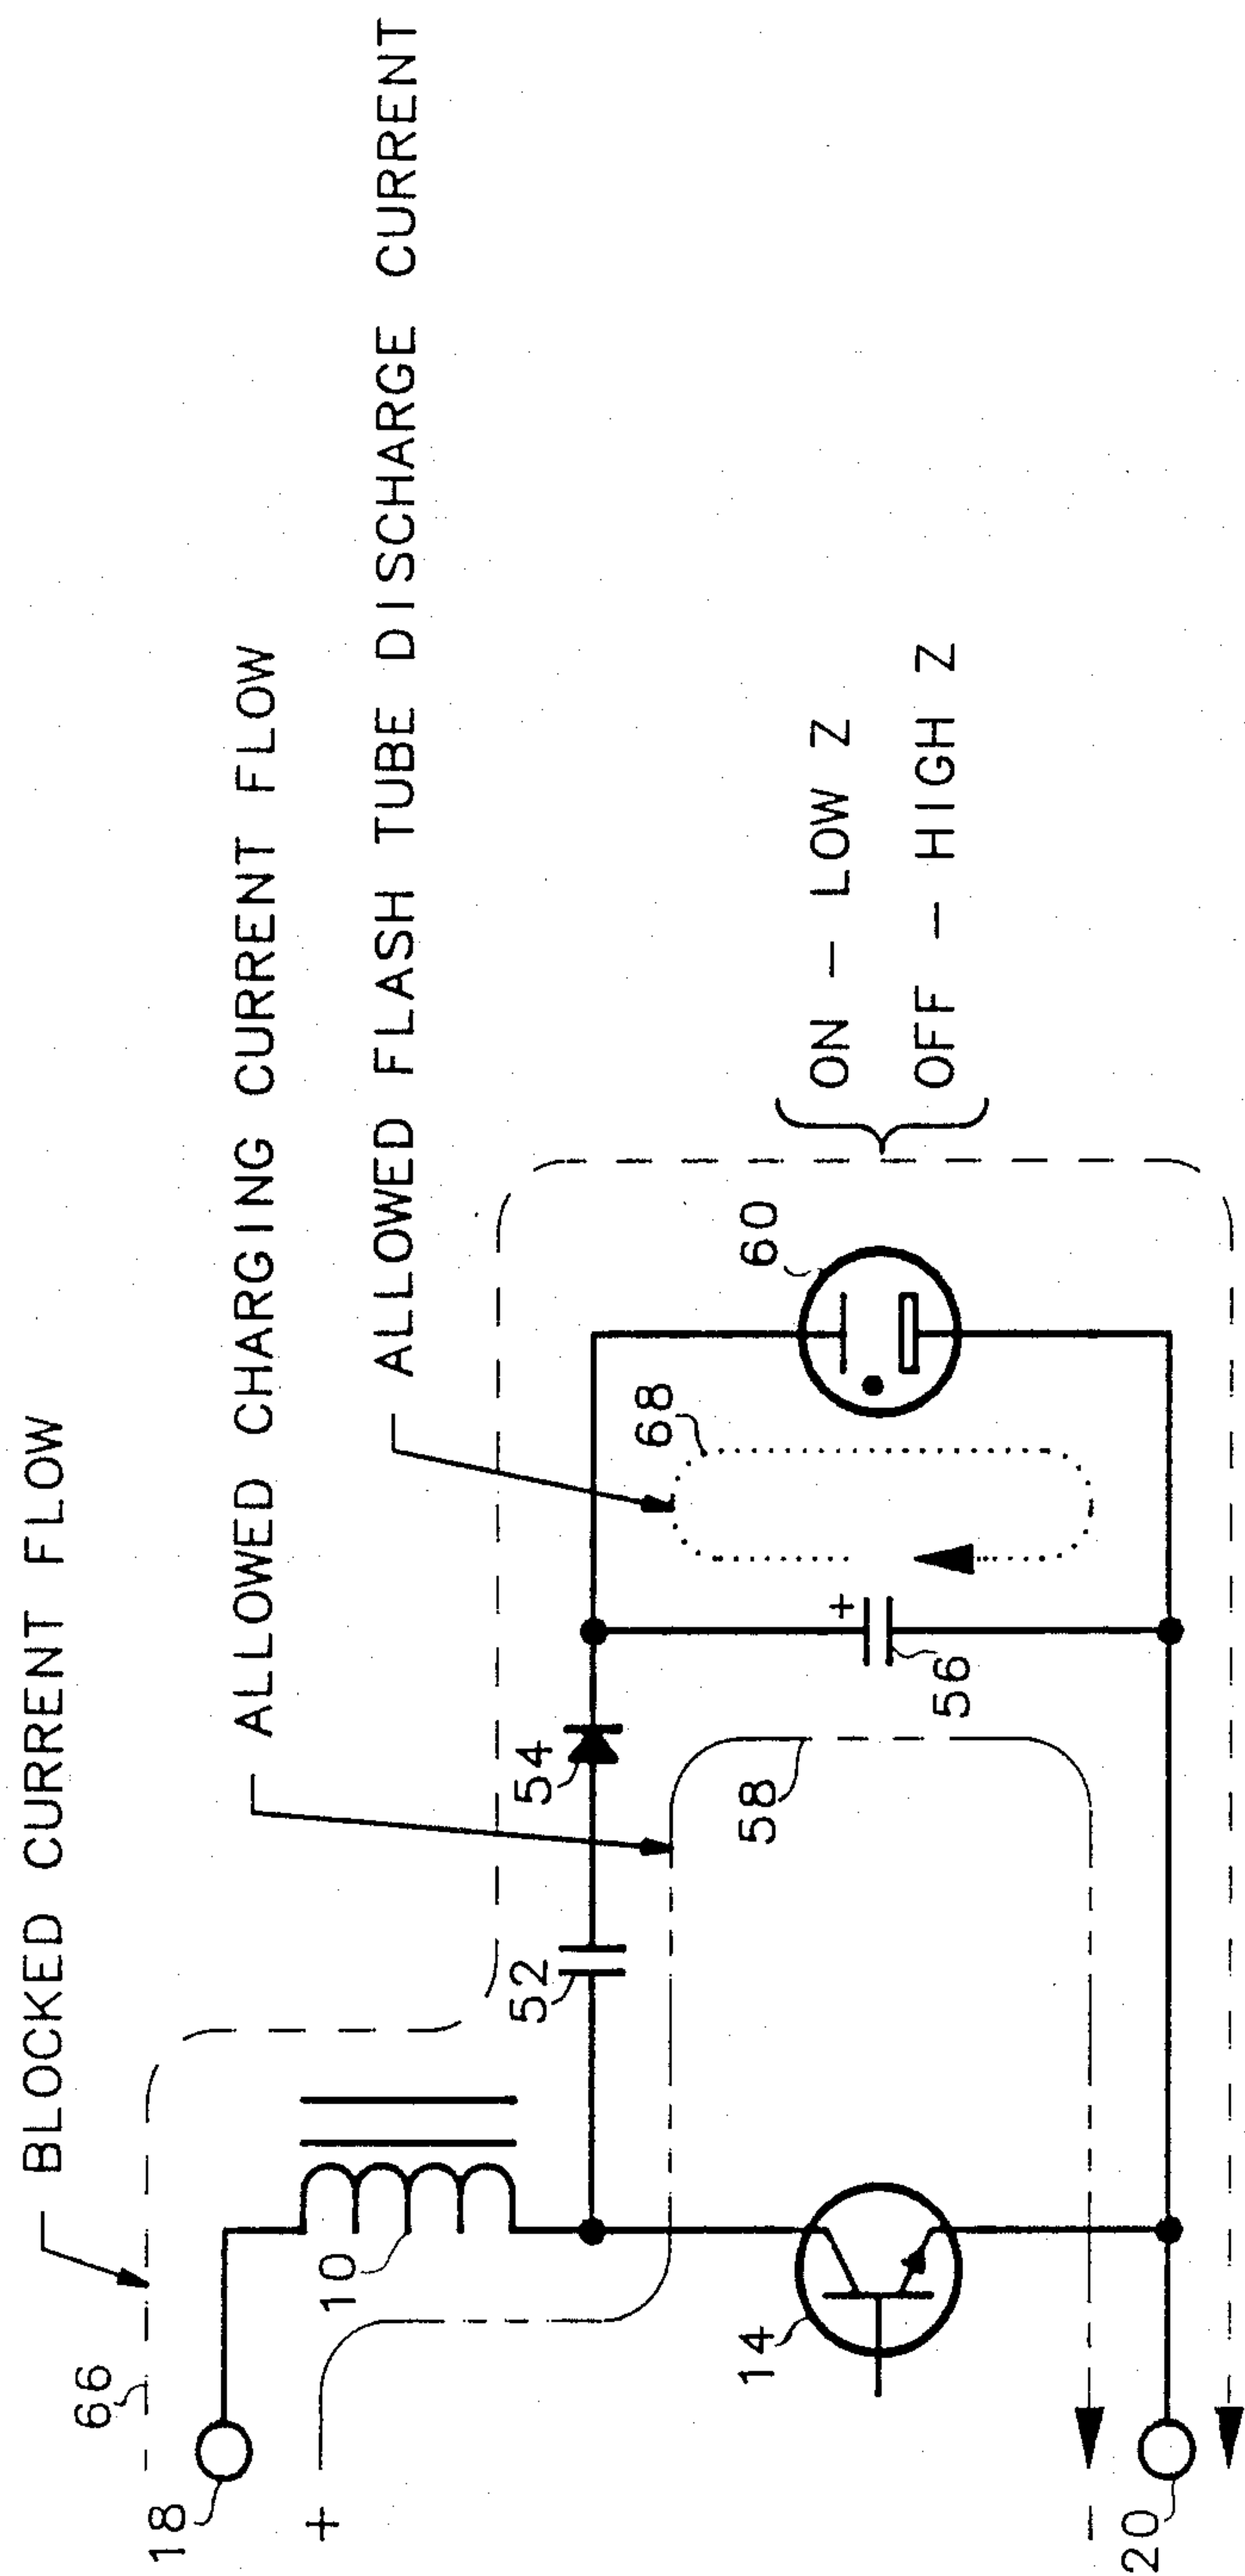 BLOCKED CURRENT FLOW
ALLOWED CHARGING CURRENT FLOW
ALLOWED FLASH TUBE DISCHARGE CURRENT
66
18
+
10
52
54
58
68
60
14
+
56
ON - LOW Z
OFF - HIGH Z
20